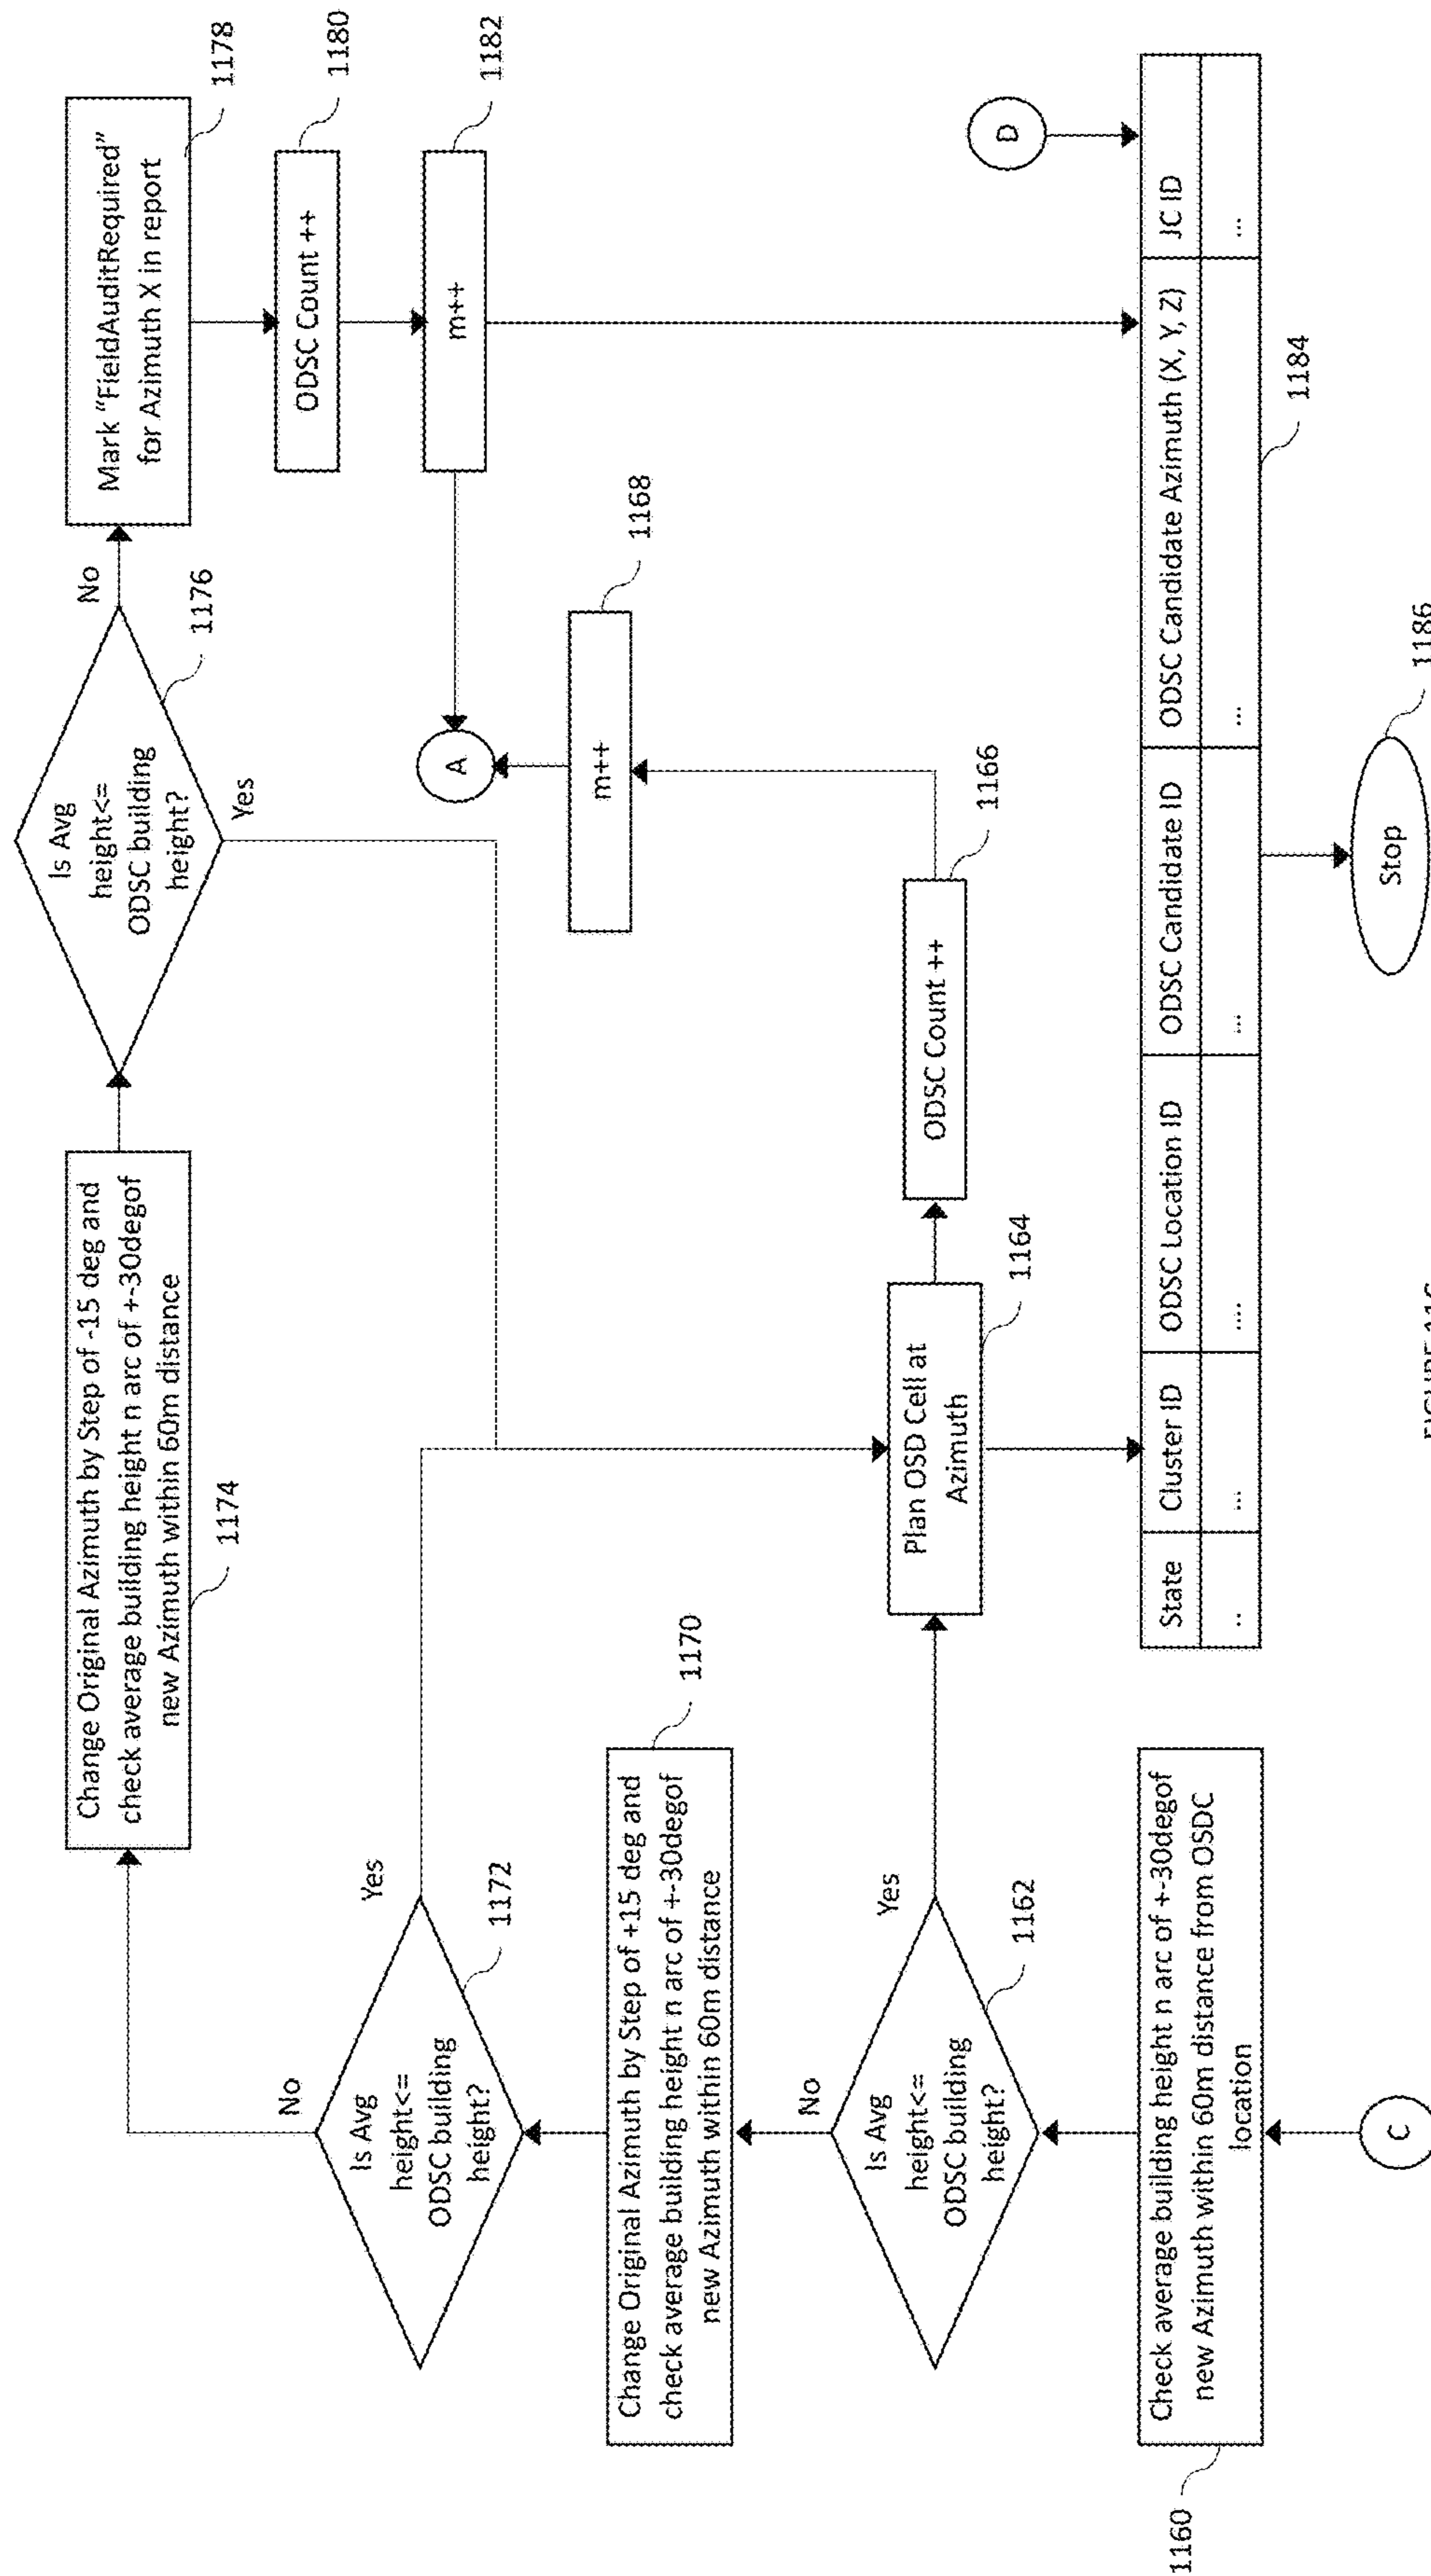 Change Original Azimuth by Step of -15 deg and
check average building height n arc of +-30degof
new Azimuth within 60m distance
1174
Is Avg
height<=
ODSC building
height?
1176
No
Yes
Mark "FieldAuditRequired"
for Azimuth X in report
1178
ODSC Count ++
1180
m++
1182
A
m++
1168
No
Is Avg
height<=
ODSC building
height?
Yes
1172
Change Original Azimuth by Step of +15 deg and
check average building height n arc of +-30degof
new Azimuth within 60m distance
1170
No
Is Avg
height<=
ODSC building
height?
Yes
1162
Plan OSD Cell at
Azimuth
1164
ODSC Count ++
1166
D
Check average building height n arc of +-30degof
new Azimuth within 60m distance from OSDC
location
1160
C
State Cluster ID ODSC Location ID ODSC Candidate ID ODSC Candidate Azimuth (X, Y, Z) JC ID
.. ... .... ... ... ...
1184
Stop
1186